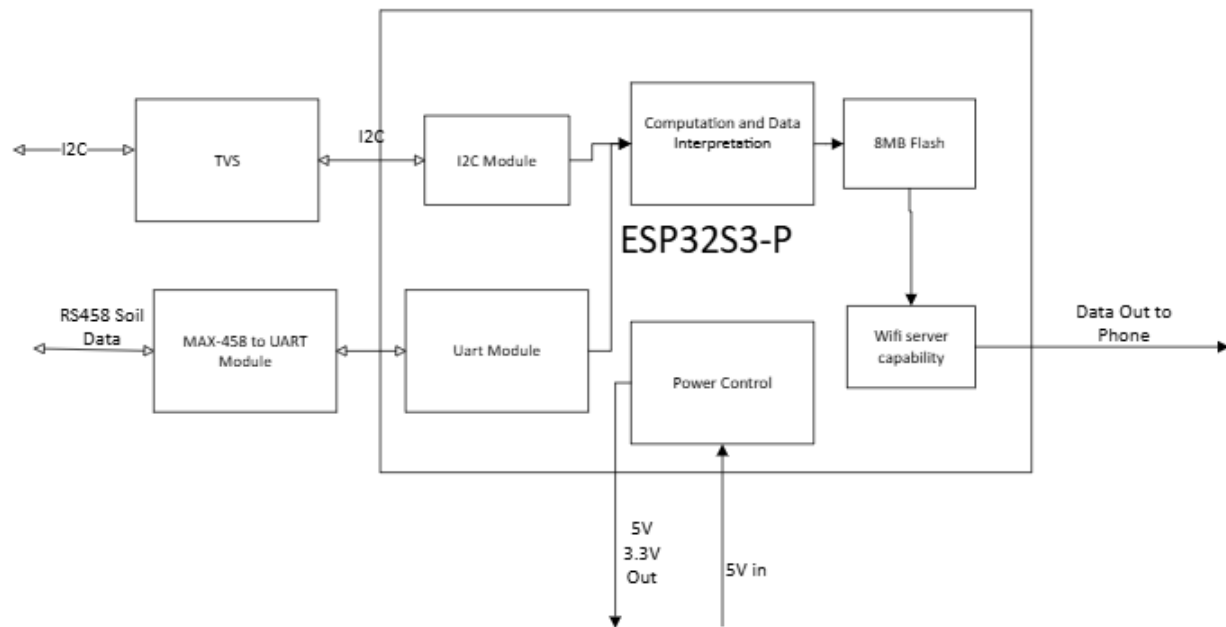 I2C
TVS
I2C
I2C Module
Computation and Data
Interpretation
8MB Flash
ESP32S3-P
RS458 Soil
Data
MAX-458 to UART
Module
Uart Module
Power Control
Wifi server
capability
Data Out to
Phone
5V
3.3V
Out
5V in